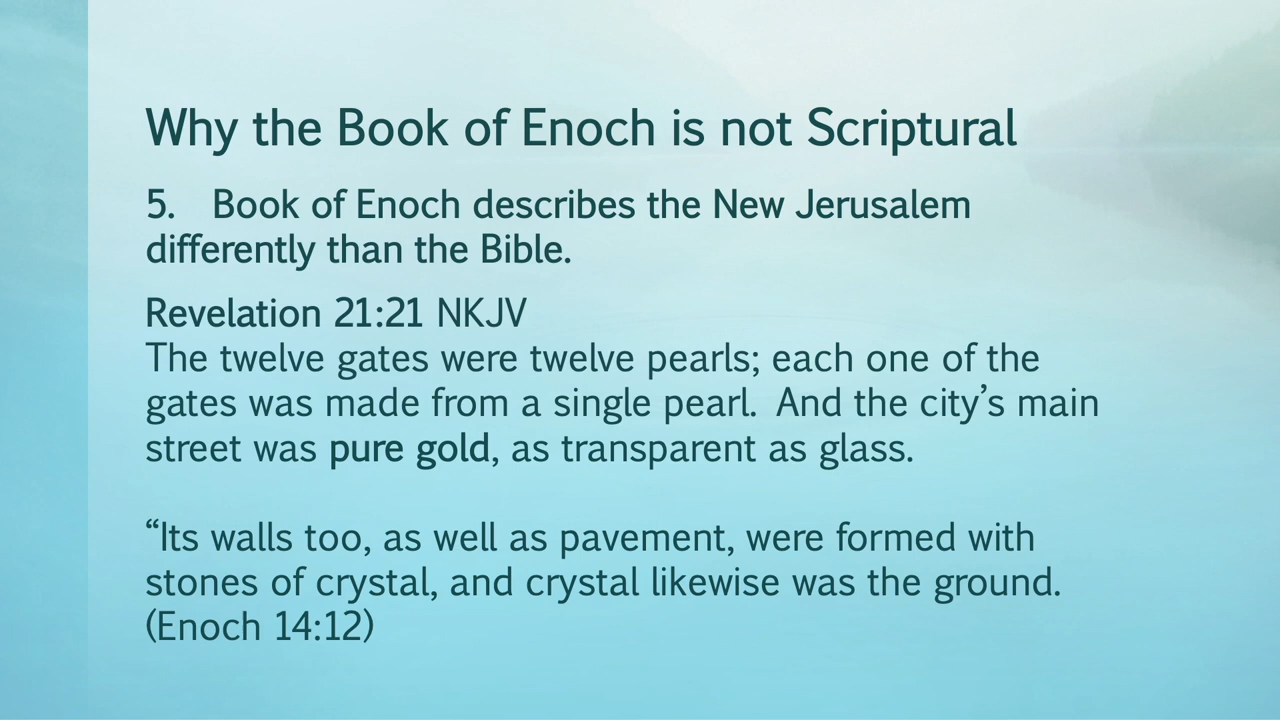 Why the Book of Enoch is not Scriptural
5. Book of Enoch describes the New Jerusalem
differently than the Bible.
Revelation 21:21 NKJV
The twelve gates were twelve pearls; each one of the
gates was made from a single pearl. And the city’s main
street was pure gold, as transparent as glass.
“Its walls too, as well as pavement, were formed with
stones of crystal, and crystal likewise was the ground.
(Enoch 14:12)